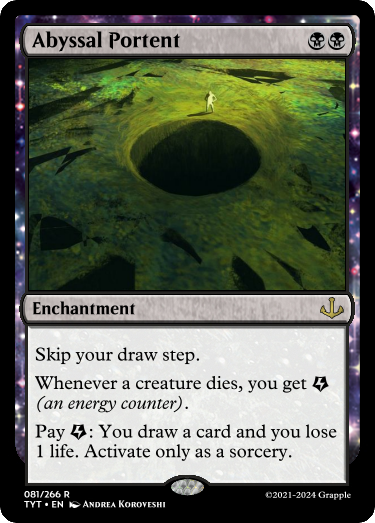 Abyssal Portent
Enchantment
Skip your draw step.
Whenever a creature dies, you get
(an energy counter).
Pay : You draw a card and you lose
1 life. Activate only as a sorcery.
081/266 R
TYT • EN Andrea Koroveshi
©2021-2024 Grapple